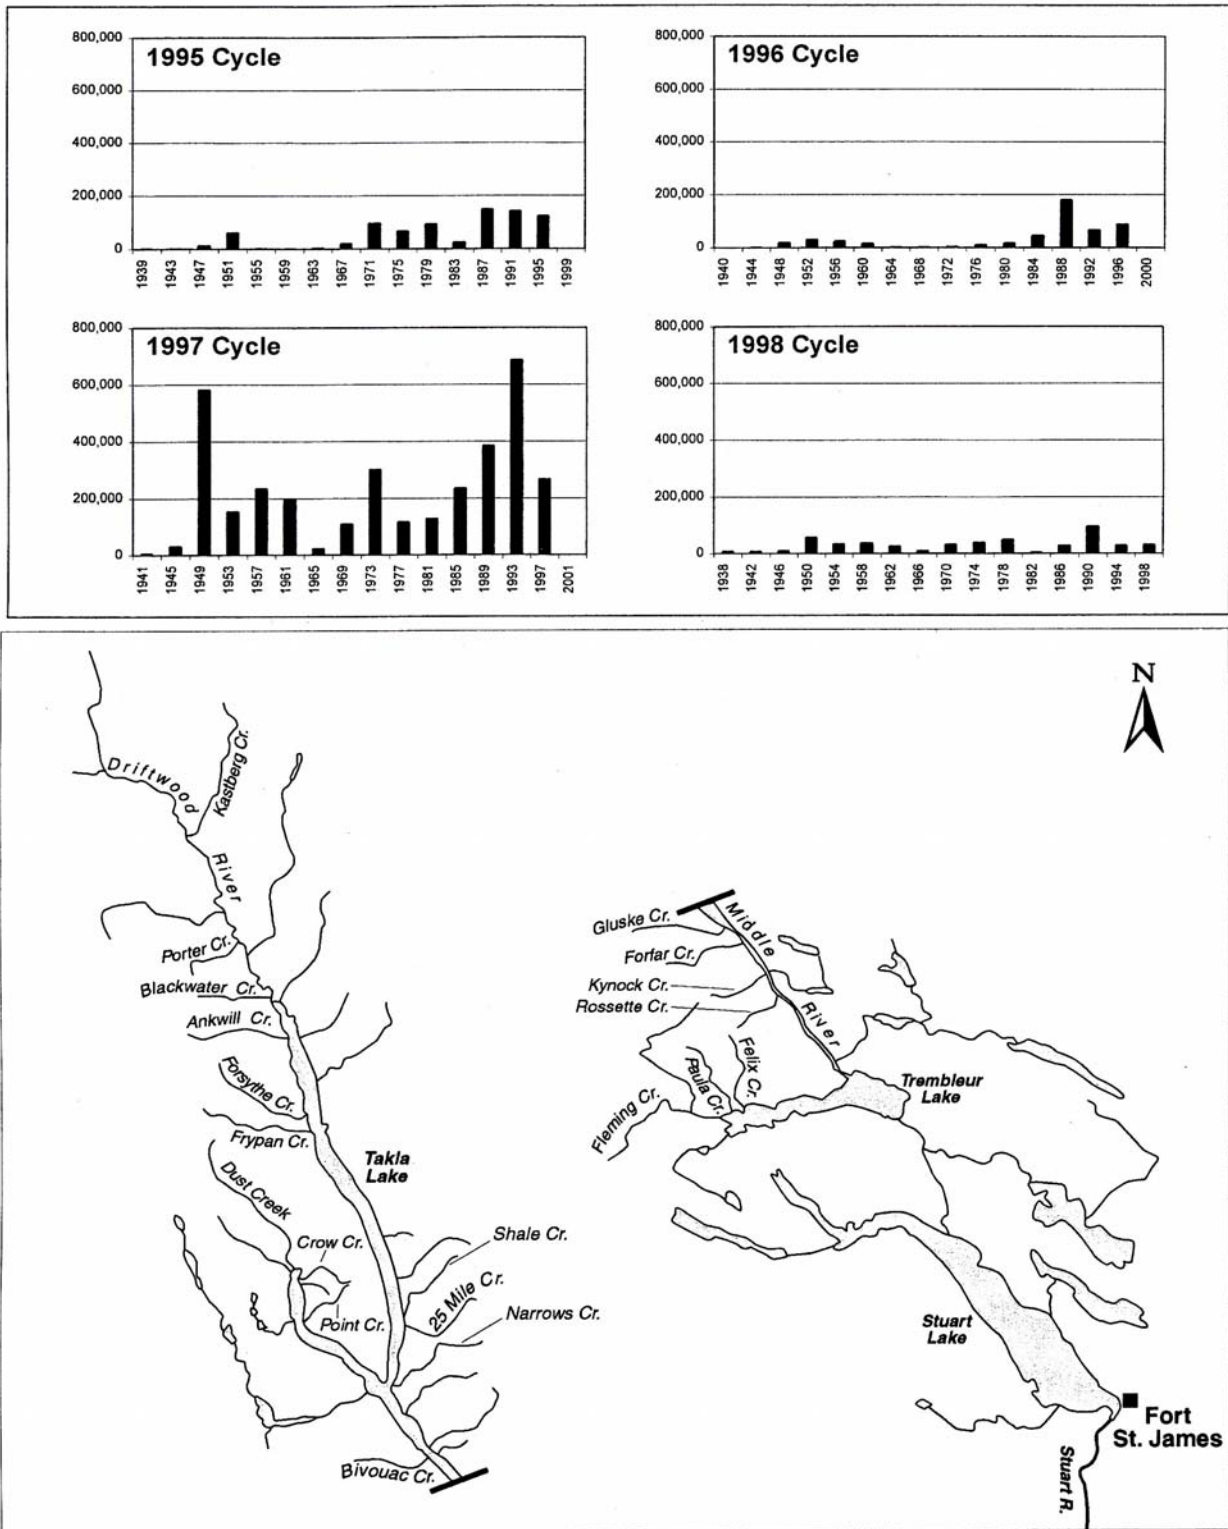 1995 Cycle
800,000
600,000
400,000
200,000
0
1939
1943
1947
1951
1955
1959
1963
1967
1971
1975
1979
1983
1987
1991
1995
1999
1996 Cycle
800,000
600,000
400,000
200,000
0
1940
1944
1948
1952
1956
1960
1964
1968
1972
1976
1980
1984
1988
1992
1996
2000
1997 Cycle
800,000
600,000
400,000
200,000
0
1941
1945
1949
1953
1957
1961
1965
1969
1973
1977
1981
1985
1989
1993
1997
2001
1998 Cycle
800,000
600,000
400,000
200,000
0
1938
1942
1946
1950
1954
1958
1962
1966
1970
1974
1978
1982
1986
1990
1994
1998
N
Driftwood
River
Kastberg Cr.
Porter Cr.
Blackwater Cr.
Ankwill Cr.
Forsythe Cr.
Frypan Cr.
Dust Creek
Takla
Lake
Crow Cr.
Point Cr.
Shale Cr.
25 Mile Cr.
Narrows Cr.
Bivouac Cr.
Middle
River
Gluske Cr.
Forfar Cr.
Kynock Cr.
Rossette Cr.
Felix Cr.
Paula Cr.
Fleming Cr.
Trembleur
Lake
Stuart
Lake
Fort
St. James
Stuart R.